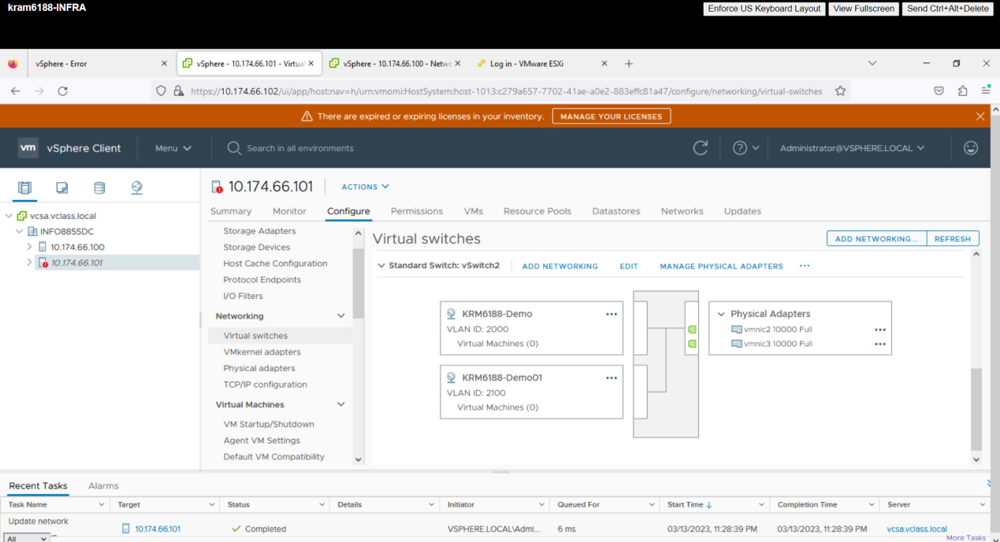 kram6188-INFRA
Enforce US Keyboard Layout View Fullscreen Send Ctrl+Alt+Delete
vSphere - Error
vSphere - 10.174.66.101 - Virtual
vSphere - 10.174.66.100 - Netwo
Log in - VMware ESXi
https://10.174.66.102/ui/app/host;nav=h/urn:vmomi:HostSystem:host-1013:c279a657-7702-41ae-a0e2-883effc81a47/configure/networking/virtual-switches
There are expired or expiring licenses in your inventory. MANAGE YOUR LICENSES
vm vSphere Client Menu Search in all environments Administrator@VSPHERE.LOCAL
vcsa.vclass.local
INFO8855DC
10.174.66.100
10.174.66.101
10.174.66.101 ACTIONS
Summary Monitor Configure Permissions VMs Resource Pools Datastores Networks Updates
Storage Adapters
Storage Devices
Host Cache Configuration
Protocol Endpoints
I/O Filters
Networking
Virtual switches
VMkernel adapters
Physical adapters
TCP/IP configuration
Virtual Machines
VM Startup/Shutdown
Agent VM Settings
Default VM Compatibility
Virtual switches ADD NETWORKING... REFRESH
Standard Switch: vSwitch2 ADD NETWORKING EDIT MANAGE PHYSICAL ADAPTERS ...
KRM6188-Demo ...
VLAN ID: 2000
Virtual Machines (0)
KRM6188-Demo01 ...
VLAN ID: 2100
Virtual Machines (0)
Physical Adapters
vmnic2 10000 Full ...
vmnic3 10000 Full ...
Recent Tasks Alarms
Task Name Target Status Details Initiator Queued For Start Time ↓ Completion Time Server
Update network
10.174.66.101 Completed VSPHERE.LOCAL\Admi... 6 ms 03/13/2023, 11:28:39 PM 03/13/2023, 11:28:39 PM vcsa.vclass.local
All More Tasks